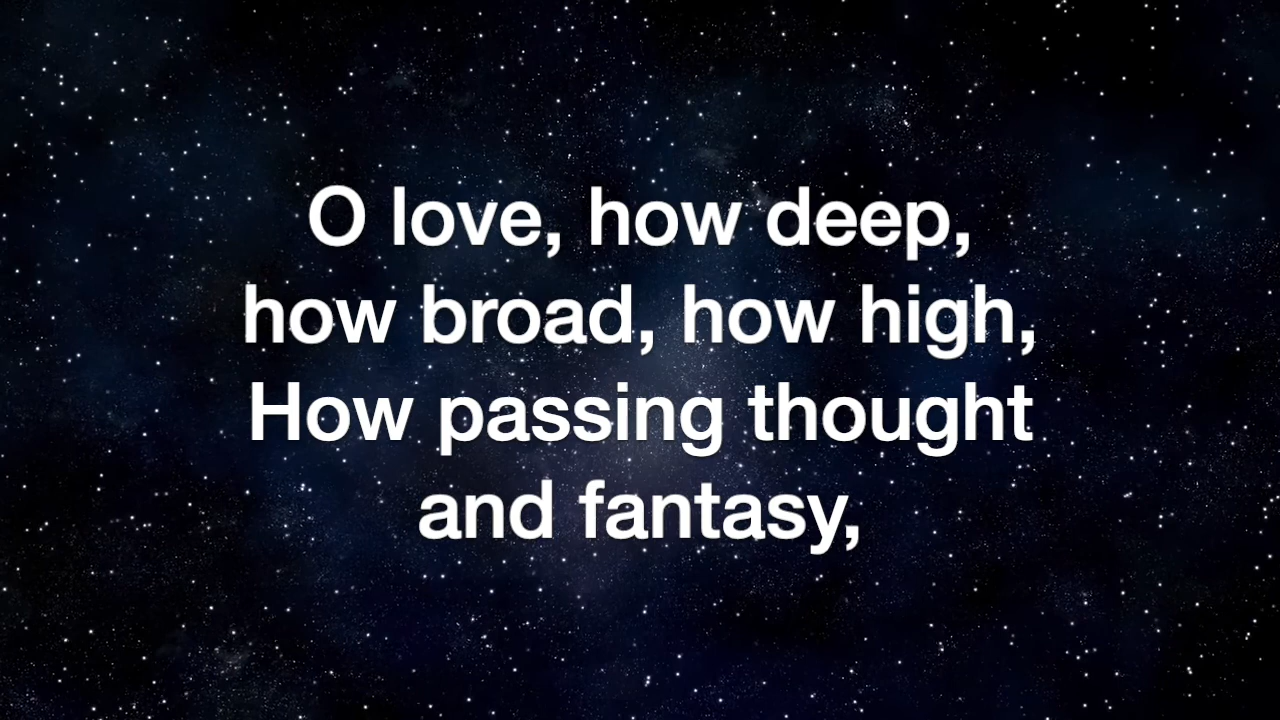 O love, how deep,
how broad, how high,
How passing thought
and fantasy,